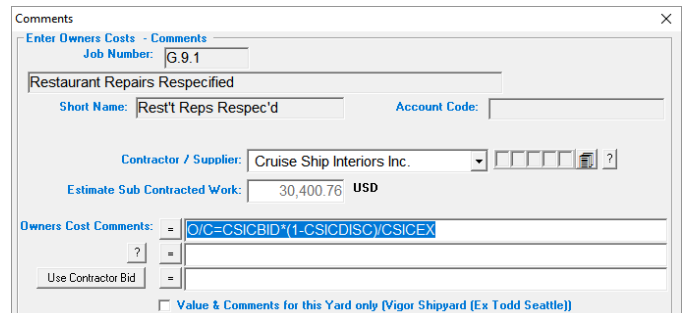 Comments
Enter Owners Costs - Comments
Job Number: G.9.1
Restaurant Repairs Respecified
Short Name: Rest't Reps Respec'd Account Code:
Contractor / Supplier: Cruise Ship Interiors Inc. ?
Estimate Sub Contracted Work: 30,400.76 USD
Owners Cost Comments: = O/C=CSICBID*(1-CSICDISC)/CSICEX
? =
Use Contractor Bid =
Value & Comments for this Yard only (Vigor Shipyard (Ex Todd Seattle))